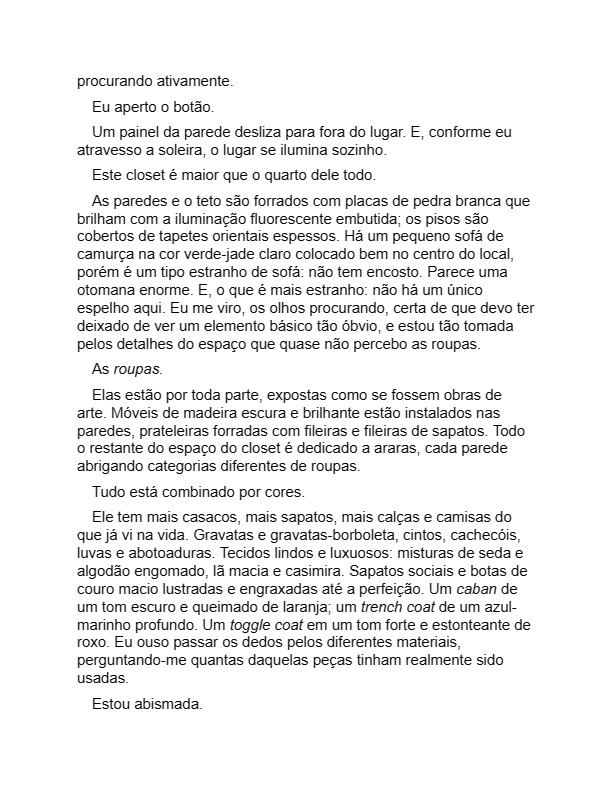 procurando ativamente.
Eu aperto o botão.
Um painel da parede desliza para fora do lugar. E, conforme eu
atravesso a soleira, o lugar se ilumina sozinho.
Este closet é maior que o quarto dele todo.
As paredes e o teto são forrados com placas de pedra branca que
brilham com a iluminação fluorescente embutida; os pisos são
cobertos de tapetes orientais espessos. Há um pequeno sofá de
camurça na cor verde-jade claro colocado bem no centro do local,
porém é um tipo estranho de sofá: não tem encosto. Parece uma
otomana enorme. E, o que é mais estranho: não há um único
espelho aqui. Eu me viro, os olhos procurando, certa de que devo ter
deixado de ver um elemento básico tão óbvio, e estou tão tomada
pelos detalhes do espaço que quase não percebo as roupas.
As roupas.
Elas estão por toda parte, expostas como se fossem obras de
arte. Móveis de madeira escura e brilhante estão instalados nas
paredes, prateleiras forradas com fileiras e fileiras de sapatos. Todo
o restante do espaço do closet é dedicado a araras, cada parede
abrigando categorias diferentes de roupas.
Tudo está combinado por cores.
Ele tem mais casacos, mais sapatos, mais calças e camisas do
que já vi na vida. Gravatas e gravatas-borboleta, cintos, cachecóis,
luvas e abotoaduras. Tecidos lindos e luxuosos: misturas de seda e
algodão engomado, lã macia e casimira. Sapatos sociais e botas de
couro macio lustradas e engraxadas até a perfeição. Um caban de
um tom escuro e queimado de laranja; um trench coat de um azul-
marinho profundo. Um toggle coat em um tom forte e estonteante de
roxo. Eu ouso passar os dedos pelos diferentes materiais,
perguntando-me quantas daquelas peças tinham realmente sido
usadas.
Estou abismada.